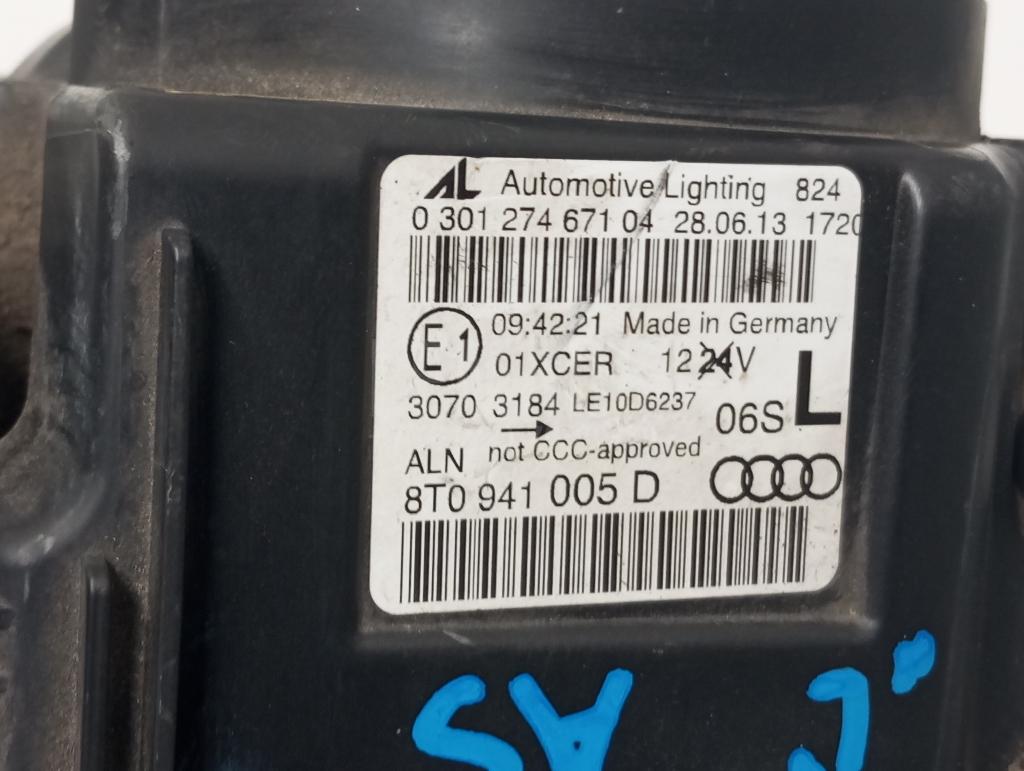 AL Automotive Lighting 824
0 301 274 671 04 28.06.13 1720
E1 09:42:21 Made in Germany
01XCER 12 24V L
3070 3184 LE10D6237 06S
ALN not CCC-approved
8T0 941 005 D